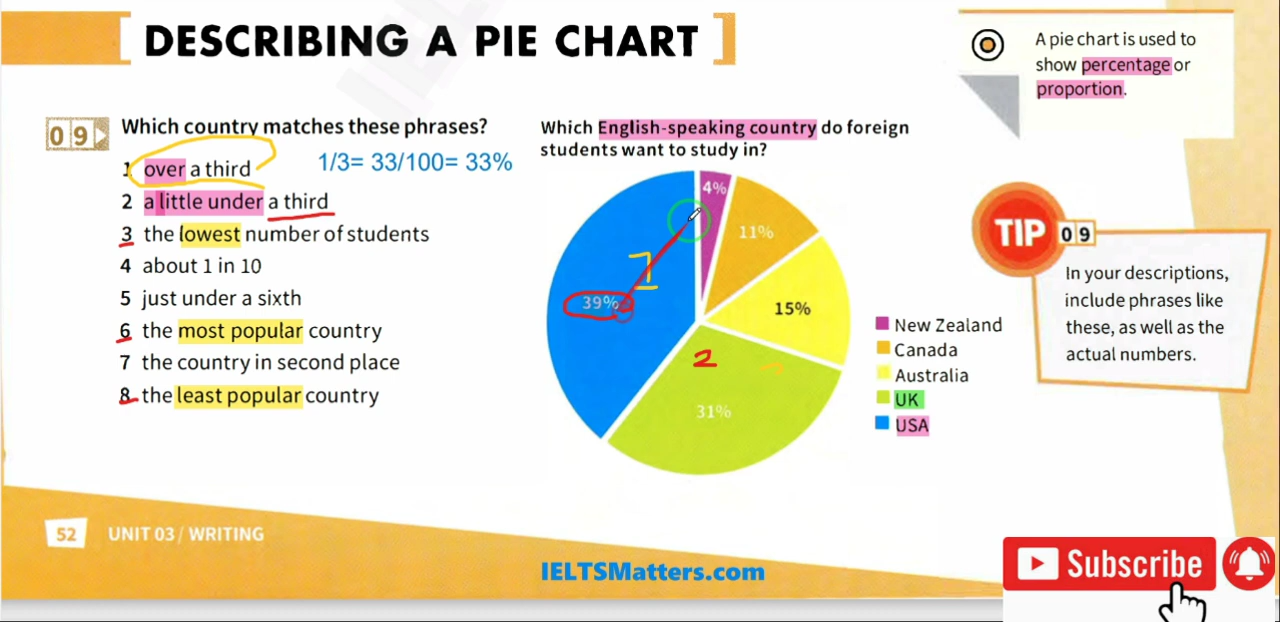 DESCRIBING A PIE CHART
A pie chart is used to
show percentage or
proportion.
09
Which country matches these phrases?
1 over a third
1/3= 33/100= 33%
2 a little under a third
3 the lowest number of students
4 about 1 in 10
5 just under a sixth
6 the most popular country
7 the country in second place
8 the least popular country
Which English-speaking country do foreign
students want to study in?
4%
11%
15%
31%
39%
1
2
New Zealand
Canada
Australia
UK
USA
TIP 09
In your descriptions,
include phrases like
these, as well as the
actual numbers.
52 UNIT 03 / WRITING
IELTSMatters.com
Subscribe